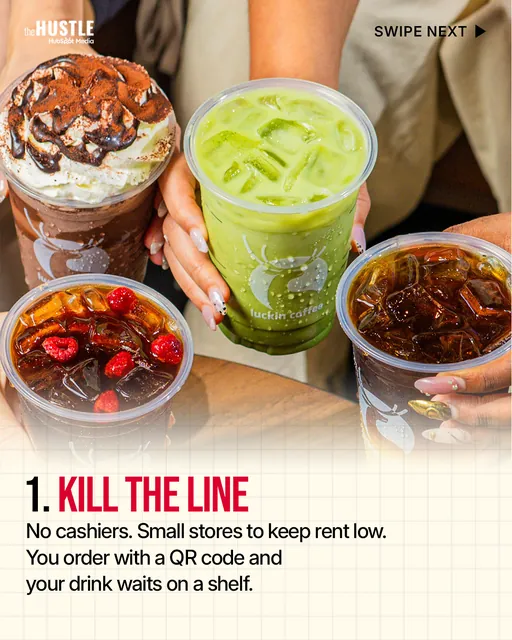 the HUSTLE
HubSpot Media
SWIPE NEXT
luckin coffee
1. KILL THE LINE
No cashiers. Small stores to keep rent low.
You order with a QR code and
your drink waits on a shelf.